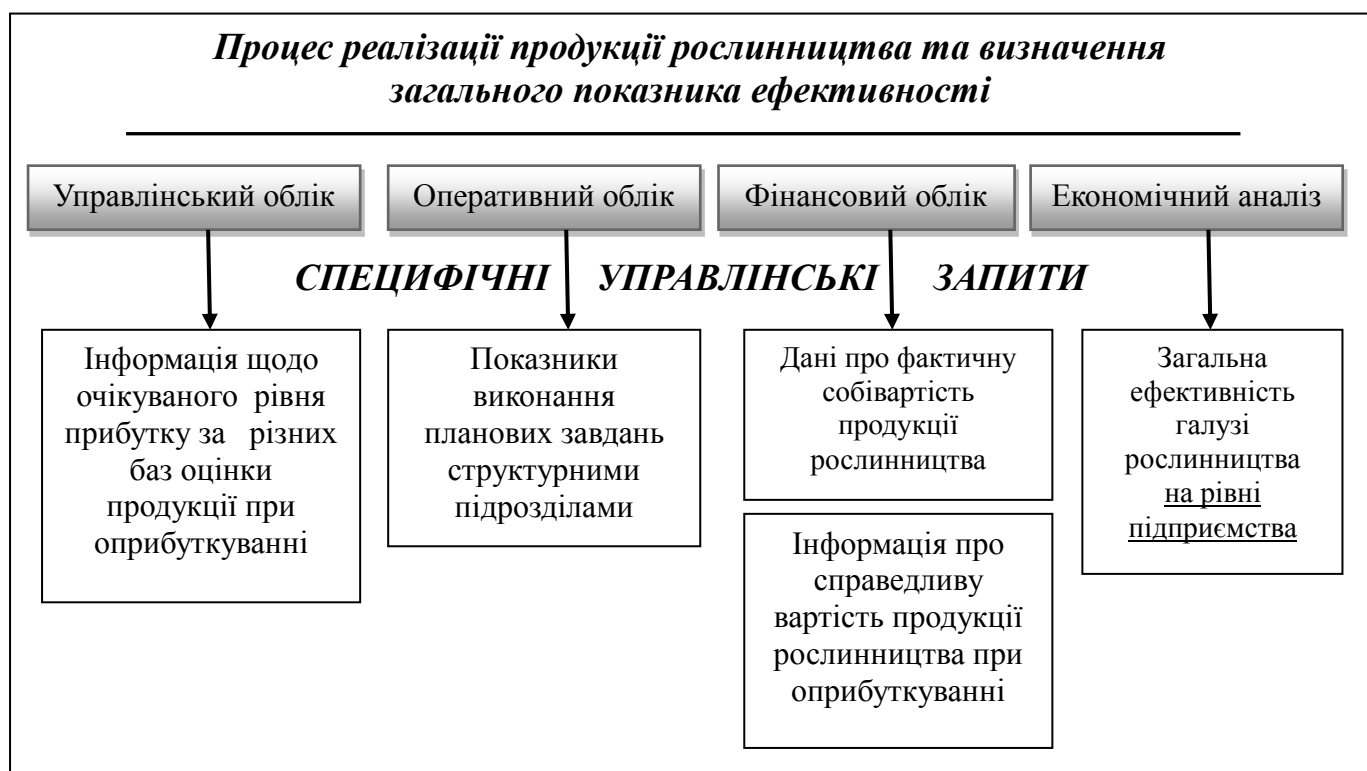 Процес реалізації продукції рослинництва та визначення
загального показника ефективності
Управлінський облік
Оперативний облік
Фінансовий облік
Економічний аналіз
СПЕЦИФІЧНІ УПРАВЛІНСЬКІ ЗАПИТИ
Інформація щодо
очікуваного рівня
прибутку за різних
баз оцінки
продукції при
оприбуткуванні
Показники
виконання
планових завдань
структурними
підрозділами
Дані про фактичну
собівартість
продукції
рослинництва
Інформація про
справедливу
вартість продукції
рослинництва при
оприбуткуванні
Загальна
ефективність
галузі
рослинництва
на рівні
підприємства